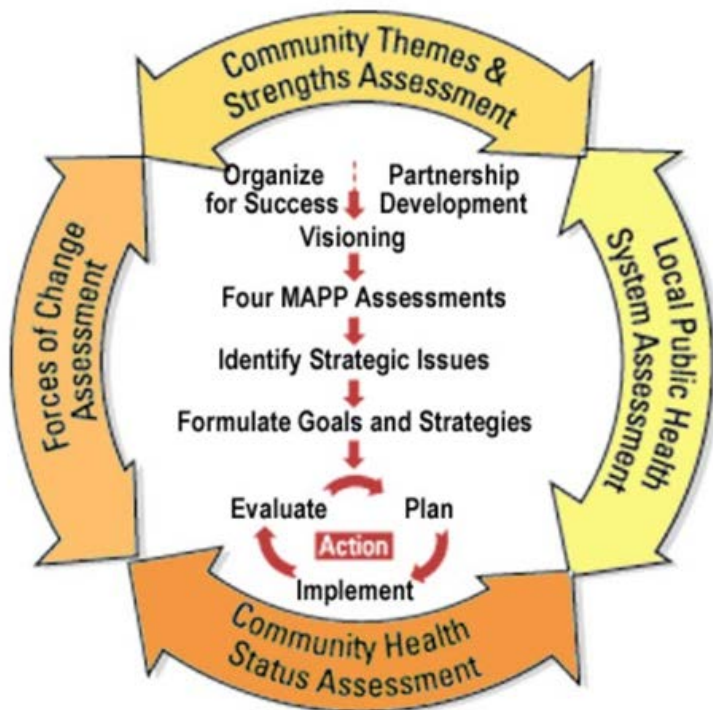 Community Themes &
Strengths Assessment
Organize
for Success
Partnership
Development
Visioning
Four MAPP Assessments
Identify Strategic Issues
Formulate Goals and Strategies
Evaluate
Plan
Action
Implement
Forces of Change
Assessment
Local Public Health
System Assessment
Community Health
Status Assessment